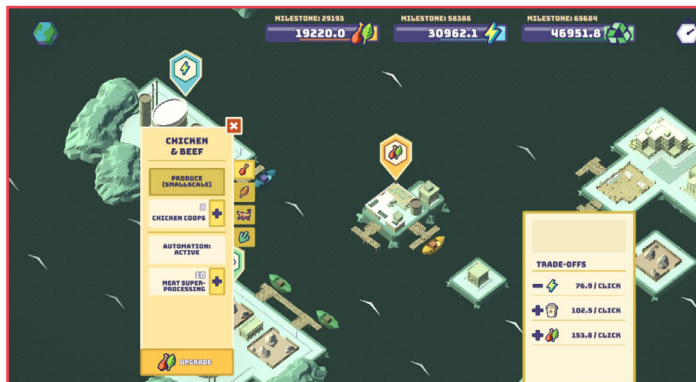 MILESTONE: 29193
MILESTONE: 58386
MILESTONE: 65684
19220.0
30962.1
46951.8
CHICKEN
& BEEF
PRODUCE
(SMALLSCALE)
CHICKEN COOPS
AUTOMATION:
ACTIVE
10
MEAT SUPER-
PROCESSING
UPGRADE
TRADE-OFFS
- 76.9/CLICK
+ 102.5/CLICK
+ 153.8/CLICK